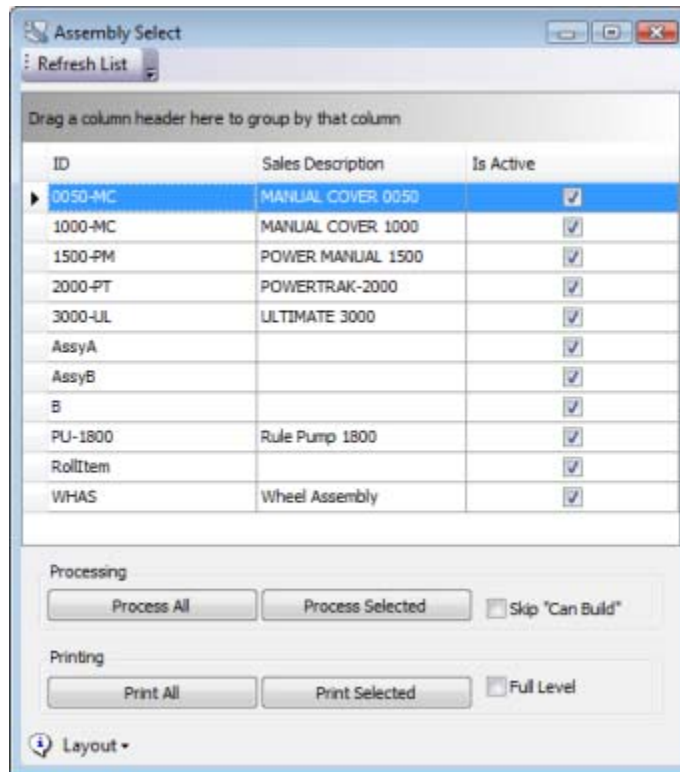 Assembly Select
Refresh List
Drag a column header here to group by that column
ID Sales Description Is Active
0050-MC MANUAL COVER 0050
1000-MC MANUAL COVER 1000
1500-PM POWER MANUAL 1500
2000-PT POWERTRAK-2000
3000-UL ULTIMATE 3000
AssyA
AssyB
B
PU-1800 Rule Pump 1800
RollItem
WHAS Wheel Assembly
Processing
Process All Process Selected Skip "Can Build"
Printing
Print All Print Selected Full Level
Layout